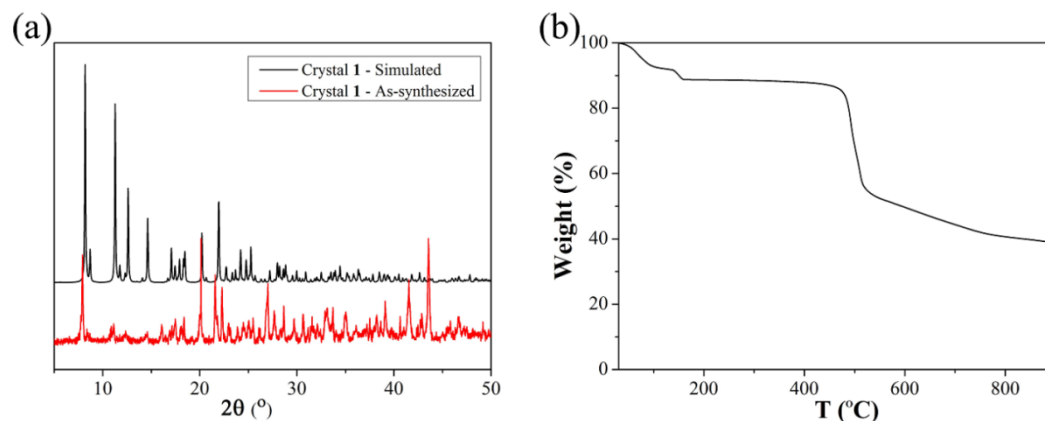 (a)
Crystal 1 - Simulated
Crystal 1 - As-synthesized
10 20 30 40 50
2θ (°)
(b)
100
80
60
40
20
0
Weight (%)
200 400 600 800
T (°C)